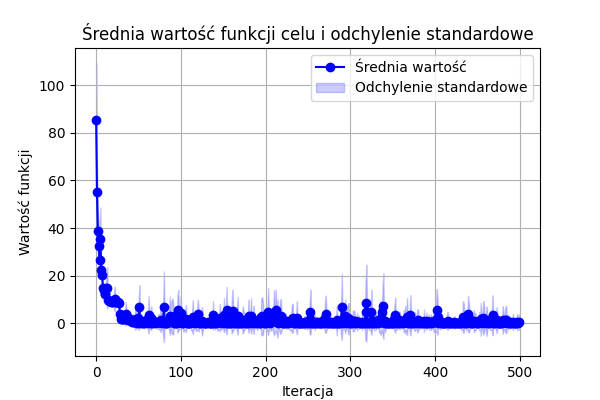 Średnia wartość funkcji celu i odchylenie standardowe
Średnia wartość
Odchylenie standardowe
Wartość funkcji
100
80
60
40
20
0
0 100 200 300 400 500
Iteracja